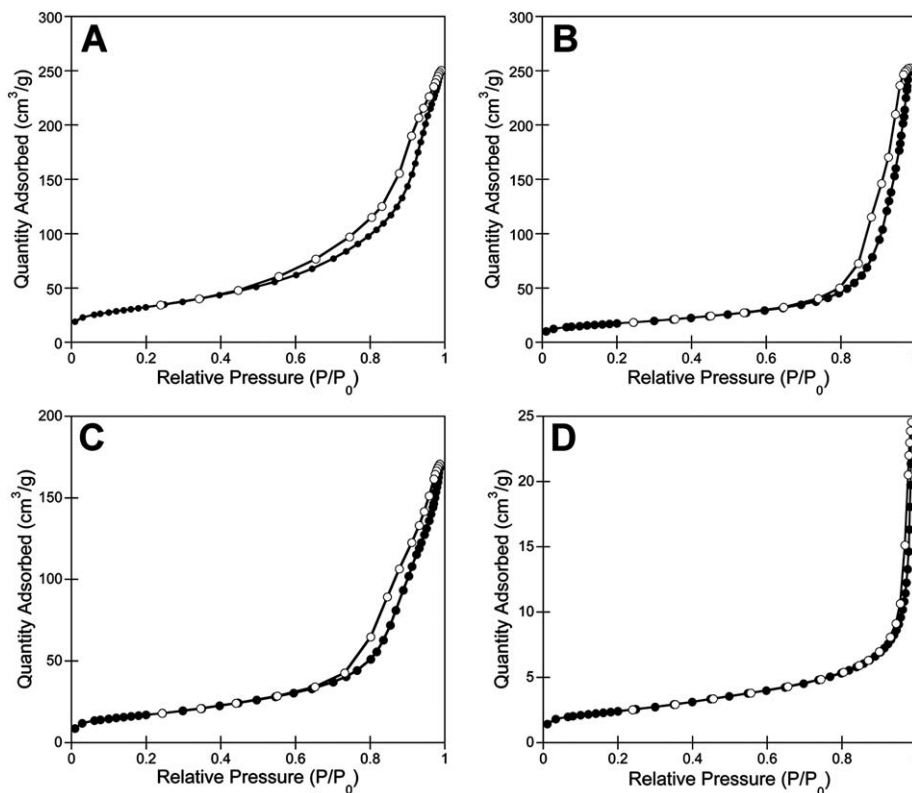 A
300
250
200
150
100
50
0
Quantity Adsorbed (cm³/g)
0 0.2 0.4 0.6 0.8 1
Relative Pressure (P/P₀)
B
300
250
200
150
100
50
0
Quantity Adsorbed (cm³/g)
0 0.2 0.4 0.6 0.8 1
Relative Pressure (P/P₀)
C
200
150
100
50
0
Quantity Adsorbed (cm³/g)
0 0.2 0.4 0.6 0.8 1
Relative Pressure (P/P₀)
D
25
20
15
10
5
0
Quantity Adsorbed (cm³/g)
0 0.2 0.4 0.6 0.8 1
Relative Pressure (P/P₀)